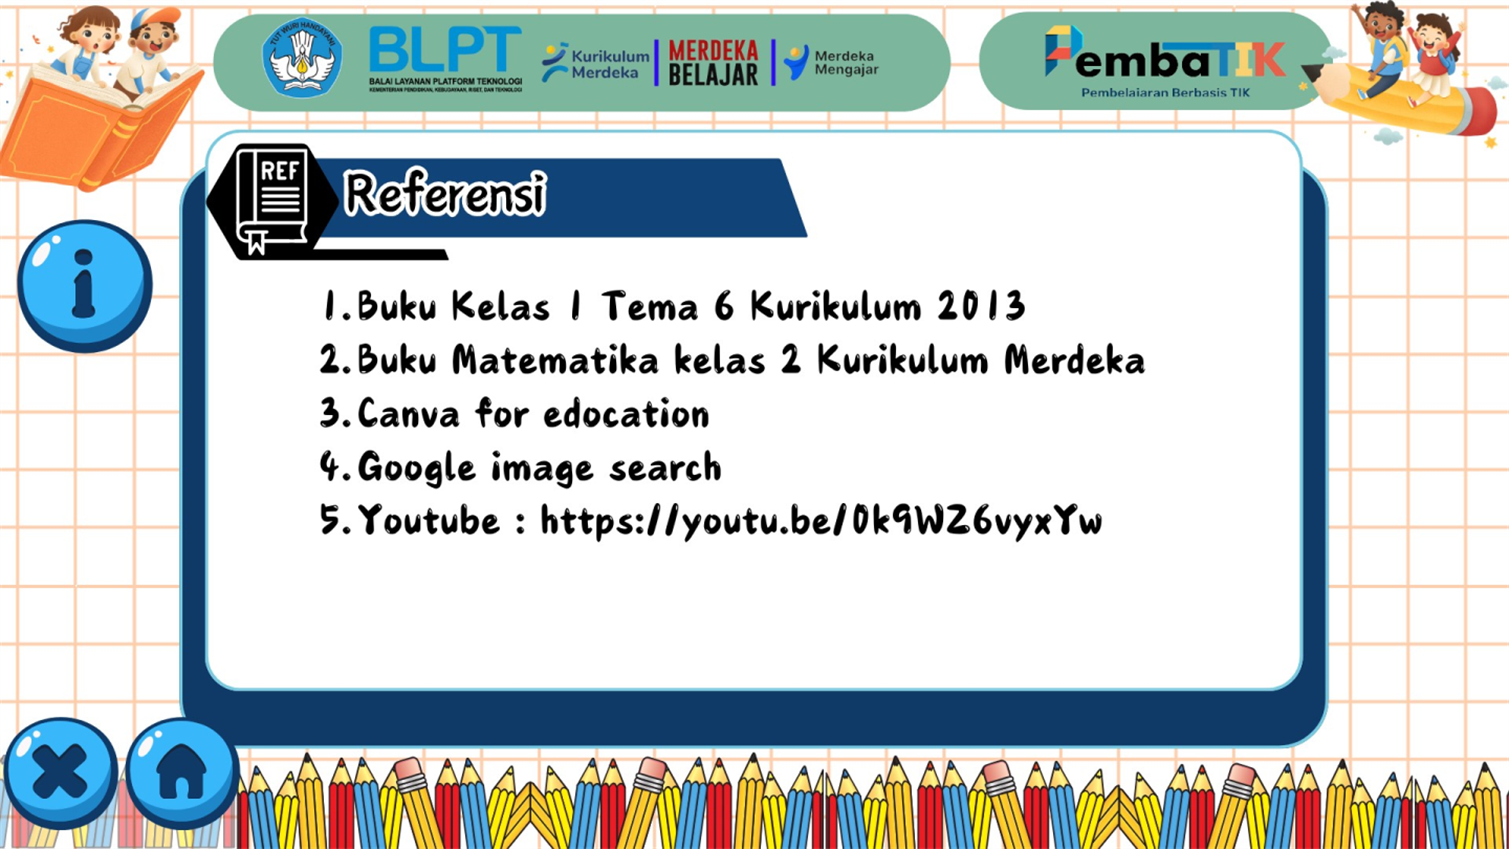 TUT WURI HANDAYANI
BLPT
BALAI LAYANAN PLATFORM TEKNOLOGI
KEMENTERIAN PENDIDIKAN, KEBUDAYAAN, RISET, DAN TEKNOLOGI
Kurikulum
Merdeka
MERDEKA
BELAJAR
Merdeka
Mengajar
PembaTIK
Pembelajaran Berbasis TIK
REF
Referensi
1. Buku Kelas 1 Tema 6 Kurikulum 2013
2. Buku Matematika kelas 2 Kurikulum Merdeka
3. Canva for edocation
4. Google image search
5. Youtube : https://youtu.be/0k9WZ6vyxYw